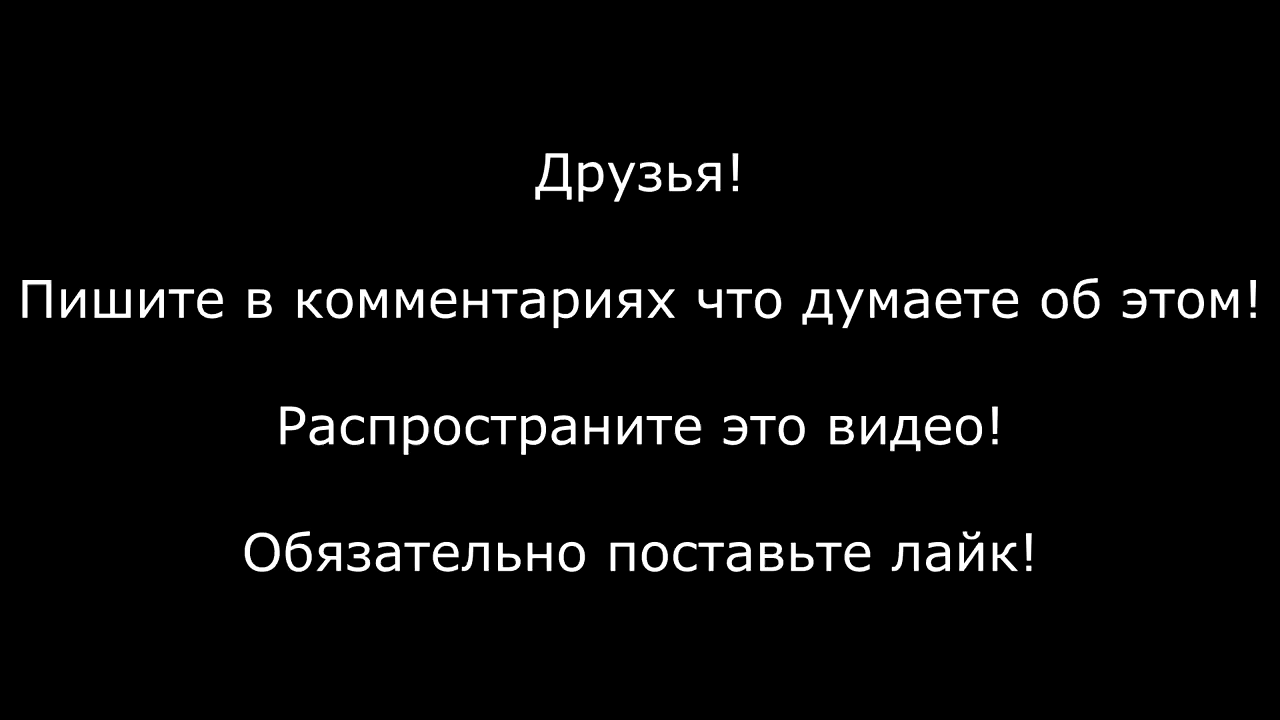 Друзья!
Пишите в комментариях что думаете об этом!
Распространите это видео!
Обязательно поставьте лайк!